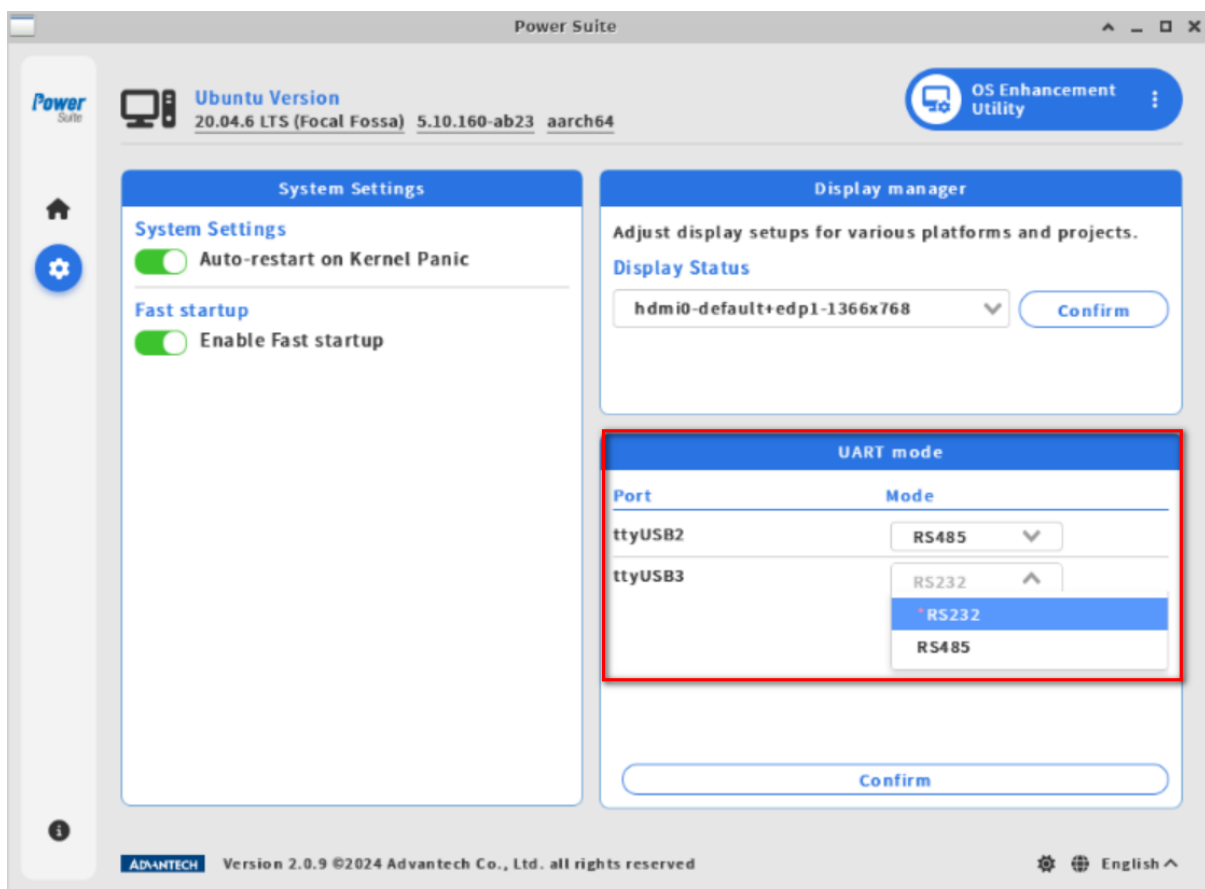 Power Suite
Power
Suite
Ubuntu Version
20.04.6 LTS (Focal Fossa) 5.10.160-ab23 aarch64
OS Enhancement
Utility
System Settings
System Settings
Auto-restart on Kernel Panic
Fast startup
Enable Fast startup
Display manager
Adjust display setups for various platforms and projects.
Display Status
hdmi0-default+edp1-1366x768
Confirm
UART mode
Port Mode
ttyUSB2 RS485
ttyUSB3 RS232
*RS232
RS485
Confirm
ADVANTECH Version 2.0.9 ©2024 Advantech Co., Ltd. all rights reserved
English